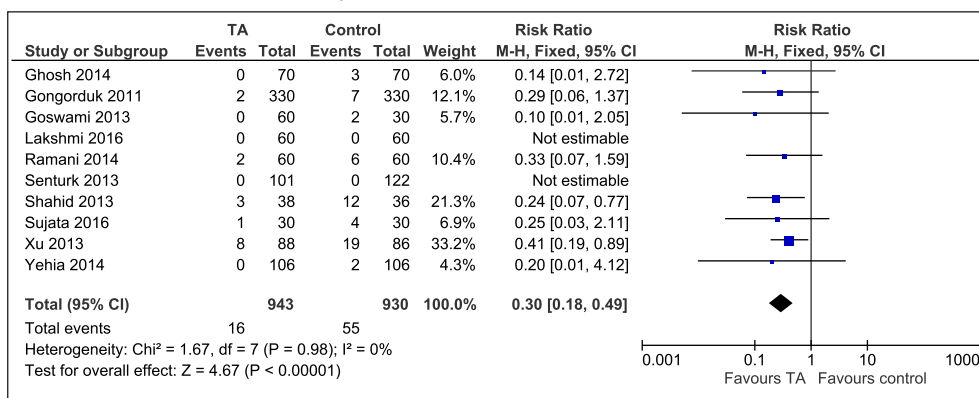 TA Control Risk Ratio Risk Ratio
Study or Subgroup Events Total Events Total Weight M-H, Fixed, 95% CI M-H, Fixed, 95% CI
Ghosh 2014 0 70 3 70 6.0% 0.14 [0.01, 2.72]
Gongorduk 2011 2 330 7 330 12.1% 0.29 [0.06, 1.37]
Goswami 2013 0 60 2 30 5.7% 0.10 [0.01, 2.05]
Lakshmi 2016 0 60 0 60 Not estimable
Ramani 2014 2 60 6 60 10.4% 0.33 [0.07, 1.59]
Senturk 2013 0 101 0 122 Not estimable
Shahid 2013 3 38 12 36 21.3% 0.24 [0.07, 0.77]
Sujata 2016 1 30 4 30 6.9% 0.25 [0.03, 2.11]
Xu 2013 8 88 19 86 33.2% 0.41 [0.19, 0.89]
Yehia 2014 0 106 2 106 4.3% 0.20 [0.01, 4.12]
Total (95% CI) 943 930 100.0% 0.30 [0.18, 0.49]
Total events 16 55
Heterogeneity: Chi² = 1.67, df = 7 (P = 0.98); I² = 0%
Test for overall effect: Z = 4.67 (P < 0.00001)
0.001 0.1 1 10 1000
Favours TA Favours control